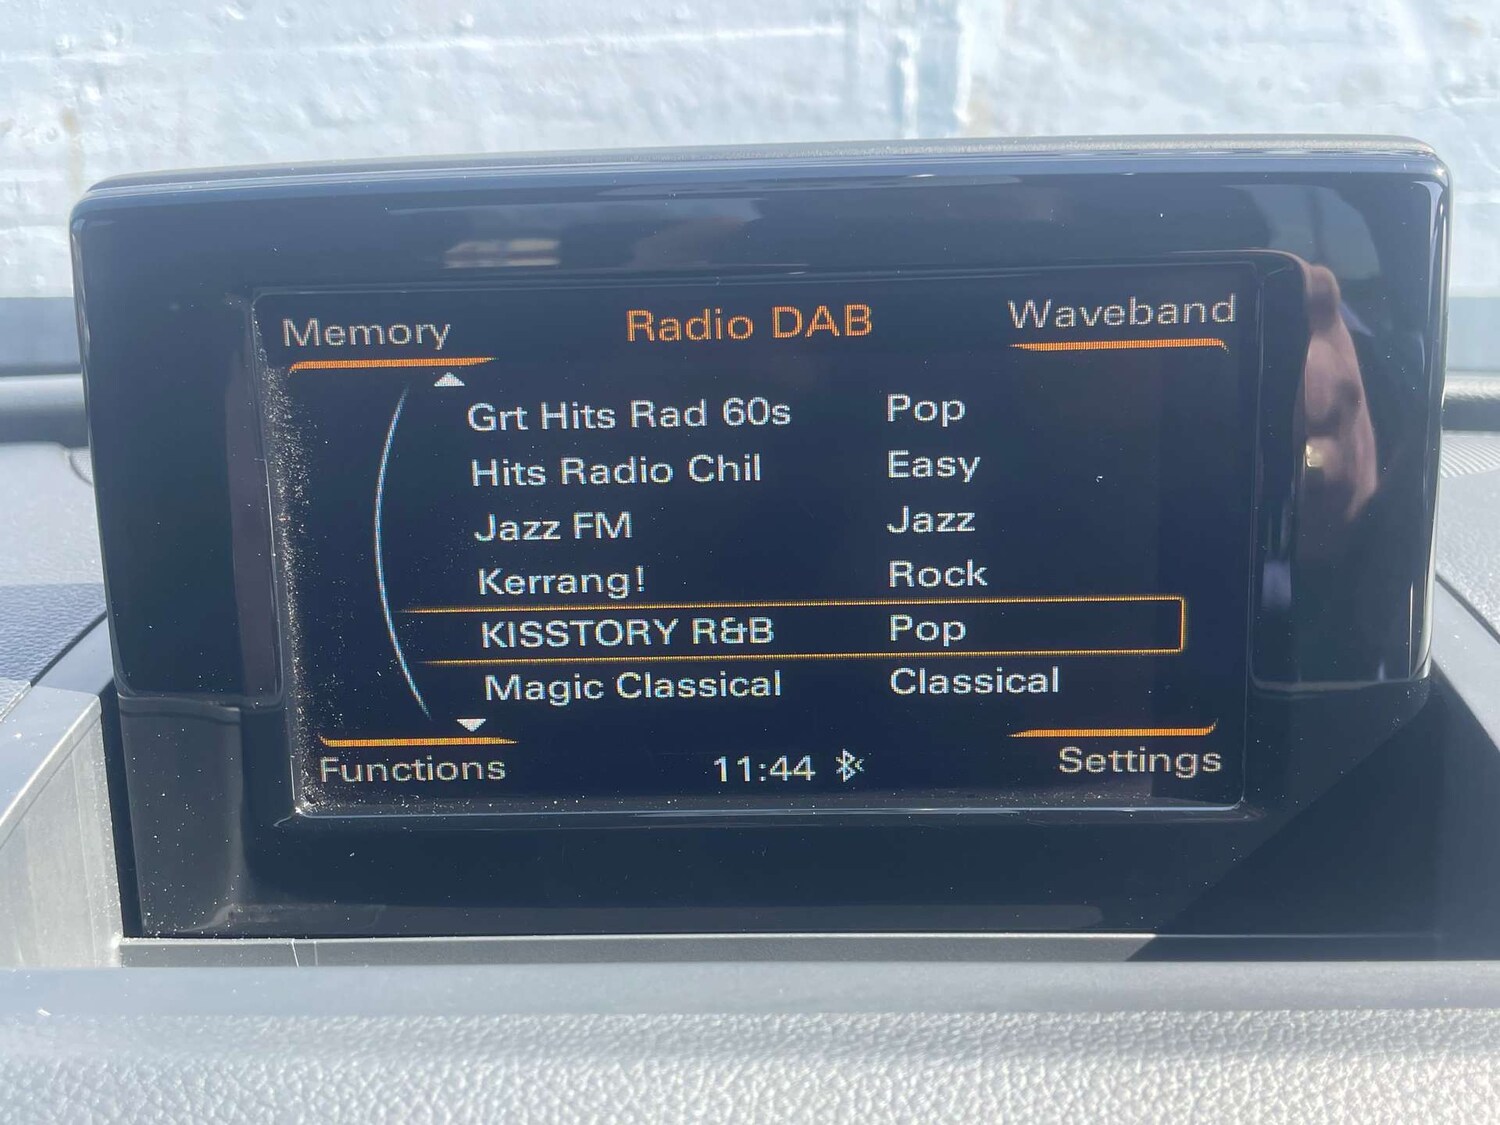 Memory Radio DAB Waveband
Grt Hits Rad 60s Pop
Hits Radio Chil Easy
Jazz FM Jazz
Kerrang! Rock
KISSTORY R&B Pop
Magic Classical Classical
Functions 11:44 Settings